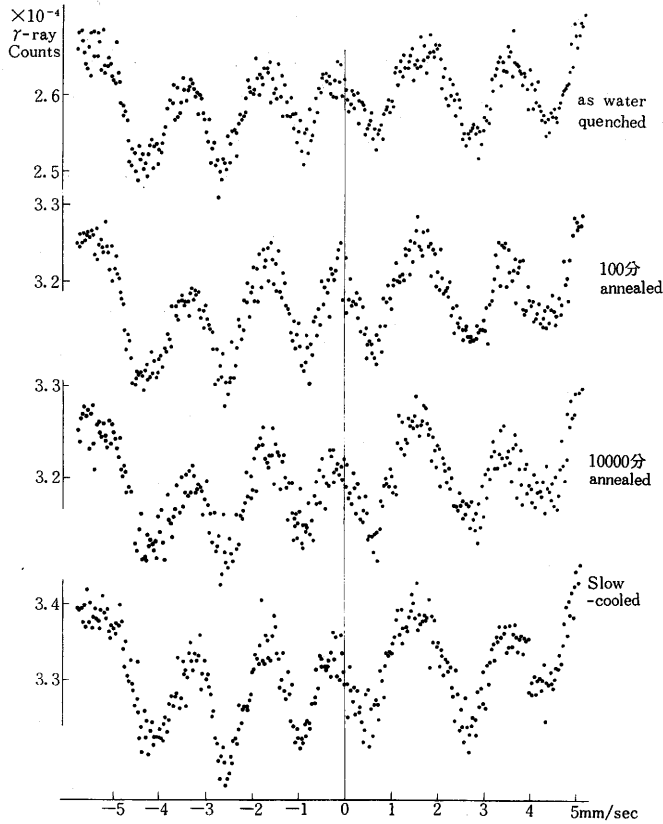 ×10⁻⁴
γ-ray
Counts
2.6
2.5
as water
quenched
3.3
3.2
100分
annealed
3.3
3.2
10000分
annealed
3.4
3.3
Slow
-cooled
−5 −4 −3 −2 −1 0 1 2 3 4 5mm/sec